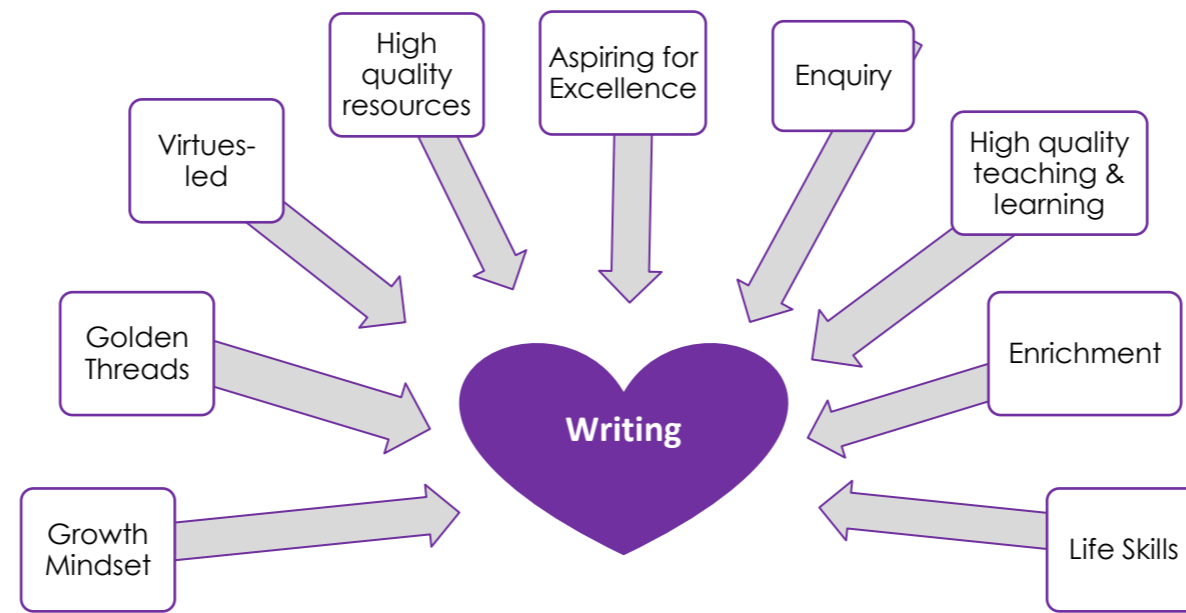 High
quality
resources
Aspiring for
Excellence
Enquiry
Virtues-
led
High quality
teaching &
learning
Golden
Threads
Enrichment
Writing
Growth
Mindset
Life Skills